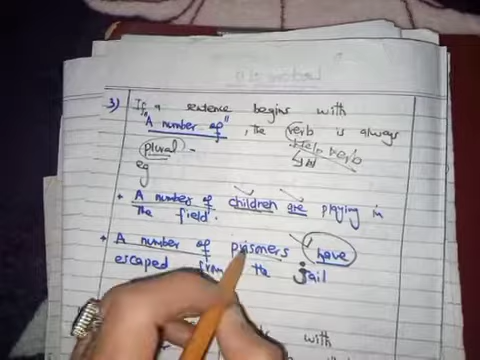 3) If a sentence begins with
"A number of", the verb is always
plural - Help verb
eg
* A number of children are playing in
the field.
* A number of prisoners have
escaped from the jail
with